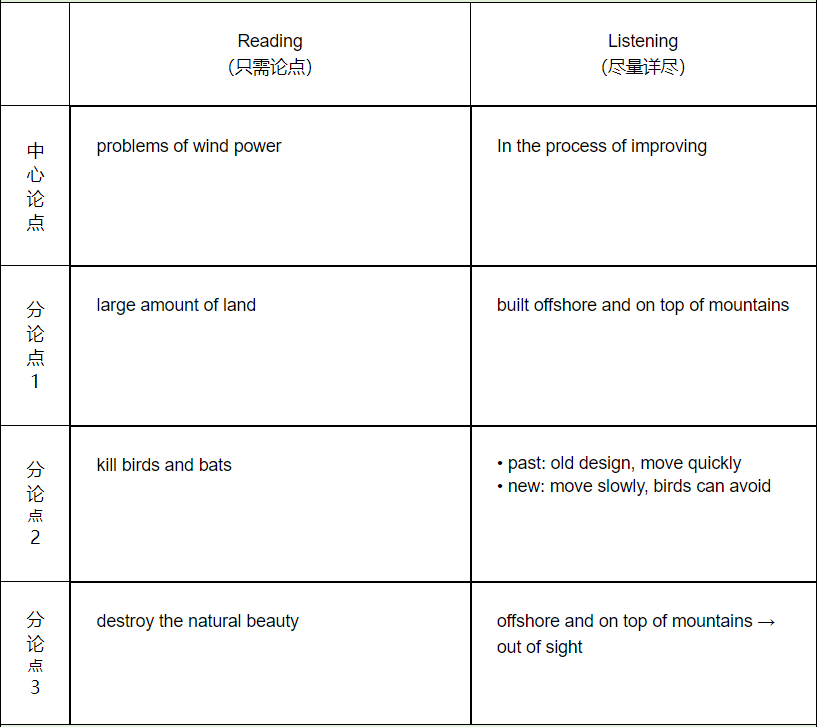 Reading
(只需论点)
Listening
(尽量详尽)
中心论点
problems of wind power
In the process of improving
分论点1
large amount of land
built offshore and on top of mountains
分论点2
kill birds and bats
• past: old design, move quickly
• new: move slowly, birds can avoid
分论点3
destroy the natural beauty
offshore and on top of mountains →
out of sight